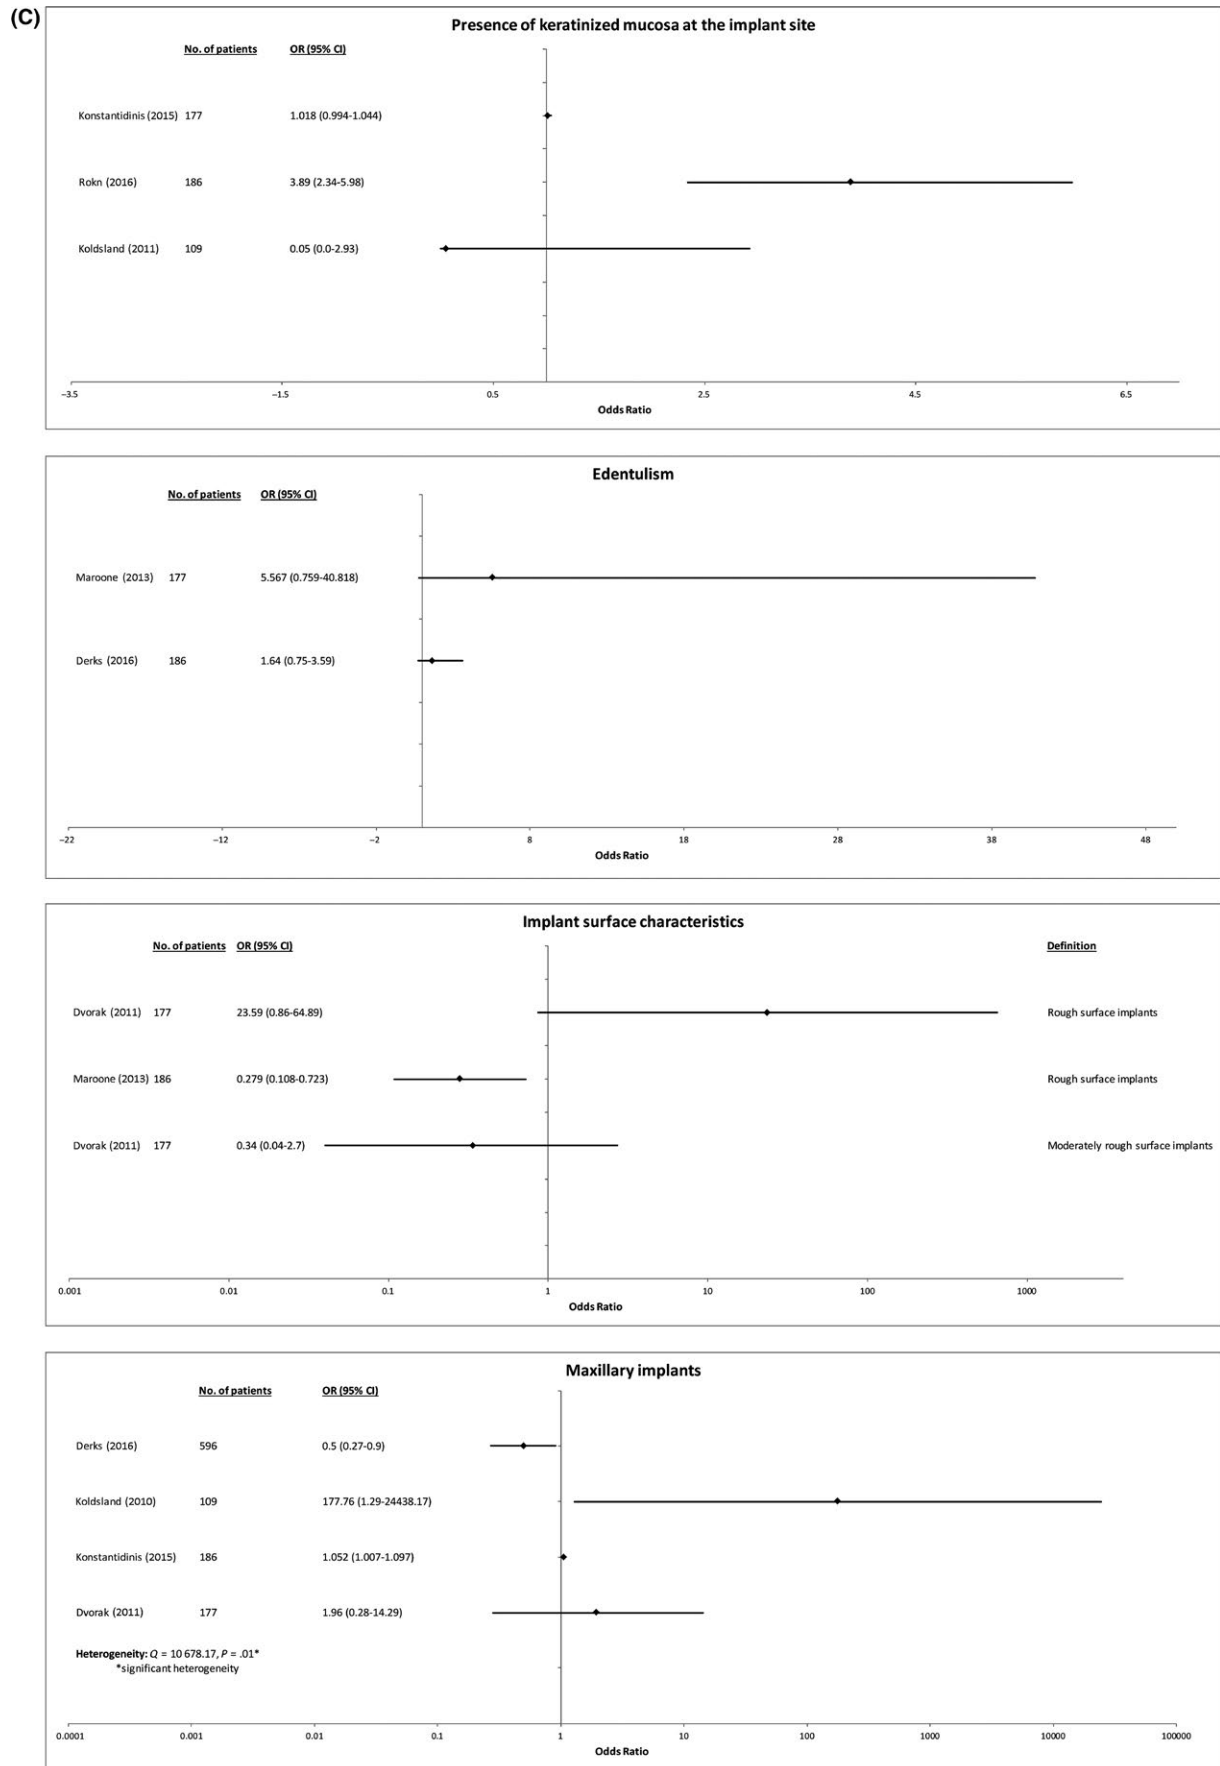 (C)
Presence of keratinized mucosa at the implant site
No. of patients OR (95% CI)
Konstantidinis (2015) 177 1.018 (0.994-1.044)
Rokn (2016) 186 3.89 (2.34-5.98)
Koldsland (2011) 109 0.05 (0.0-2.93)
–3.5 –1.5 0.5 2.5 4.5 6.5
Odds Ratio
Edentulism
No. of patients OR (95% CI)
Maroone (2013) 177 5.567 (0.759-40.818)
Derks (2016) 186 1.64 (0.75-3.59)
–22 –12 –2 8 18 28 38 48
Odds Ratio
Implant surface characteristics
No. of patients OR (95% CI) Definition
Dvorak (2011) 177 23.59 (0.86-64.89) Rough surface implants
Maroone (2013) 186 0.279 (0.108-0.723) Rough surface implants
Dvorak (2011) 177 0.34 (0.04-2.7) Moderately rough surface implants
0.001 0.01 0.1 1 10 100 1000
Odds Ratio
Maxillary implants
No. of patients OR (95% CI)
Derks (2016) 596 0.5 (0.27-0.9)
Koldsland (2010) 109 177.76 (1.29-24438.17)
Konstantidinis (2015) 186 1.052 (1.007-1.097)
Dvorak (2011) 177 1.96 (0.28-14.29)
Heterogeneity: Q = 10 678.17, P = .01*
*significant heterogeneity
0.0001 0.001 0.01 0.1 1 10 100 1000 10000 100000
Odds Ratio